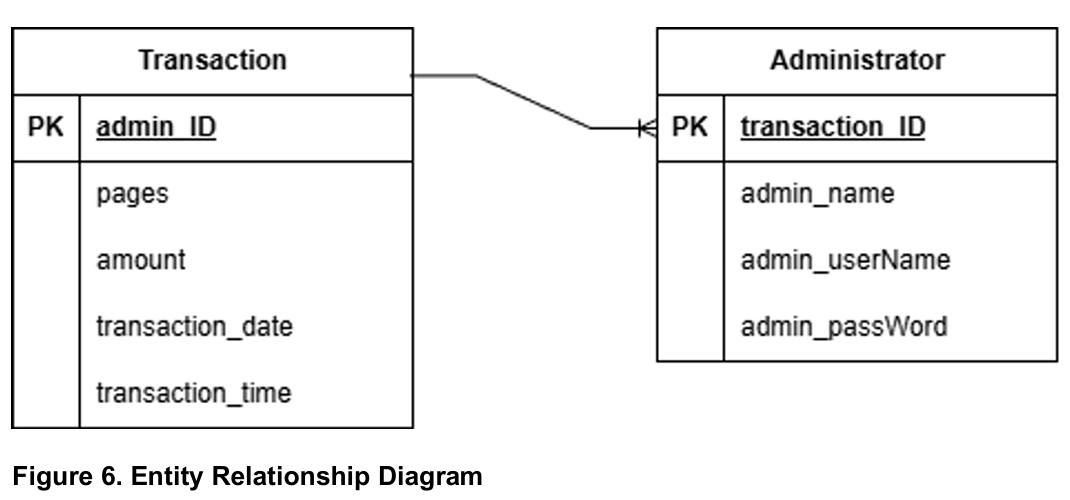 Transaction
PK admin_ID
pages
amount
transaction_date
transaction_time
Administrator
PK transaction_ID
admin_name
admin_userName
admin_passWord
Figure 6. Entity Relationship Diagram